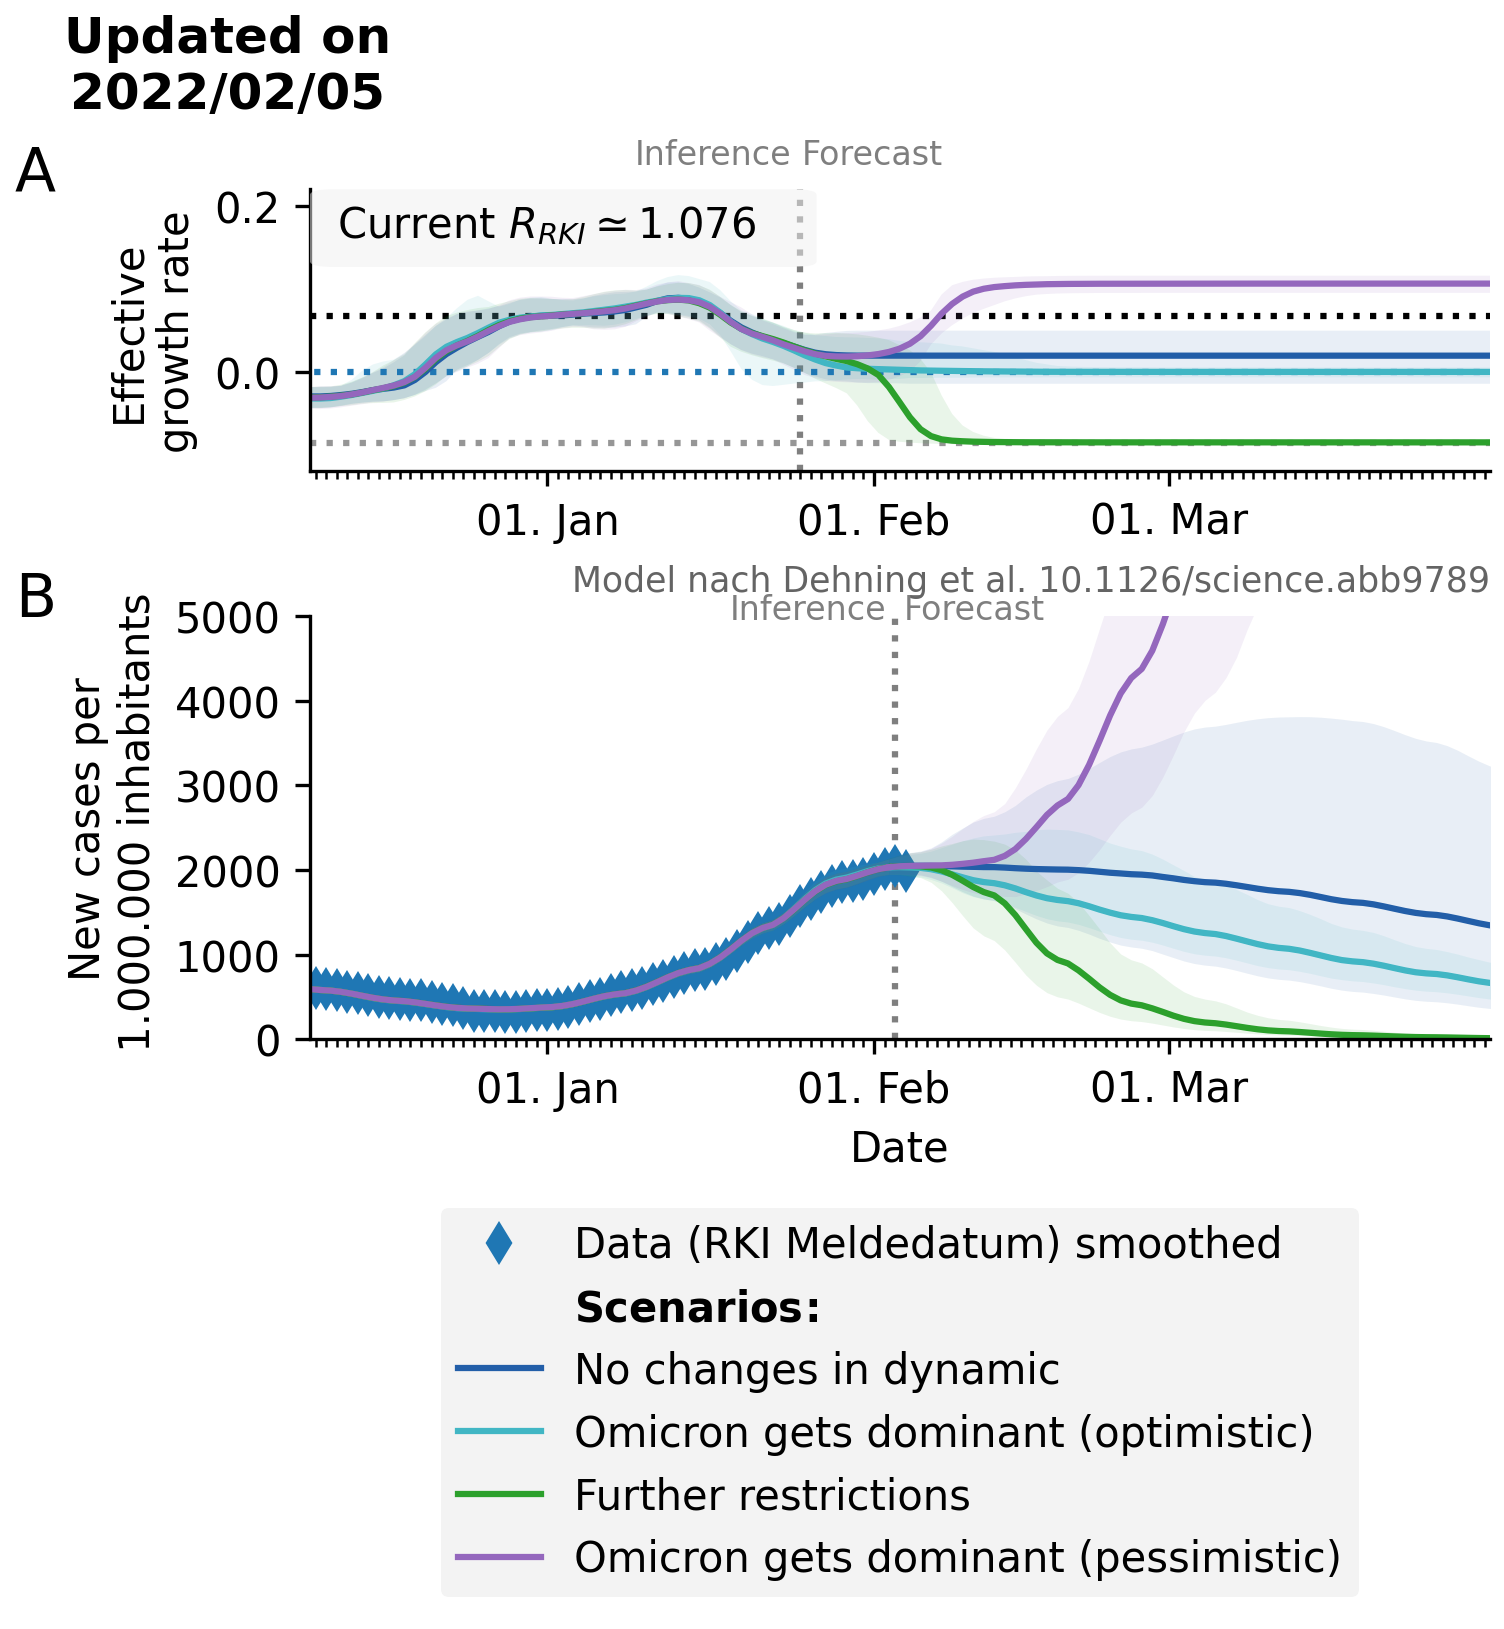 Updated on
2022/02/05
A
Inference Forecast
Current R_RKI ≃ 1.076
Effective
growth rate
0.2
0.0
01. Jan
01. Feb
01. Mar
B
Model nach Dehning et al. 10.1126/science.abb9789
Inference Forecast
New cases per
1.000.000 inhabitants
5000
4000
3000
2000
1000
0
01. Jan
01. Feb
01. Mar
Date
Data (RKI Meldedatum) smoothed
Scenarios:
No changes in dynamic
Omicron gets dominant (optimistic)
Further restrictions
Omicron gets dominant (pessimistic)